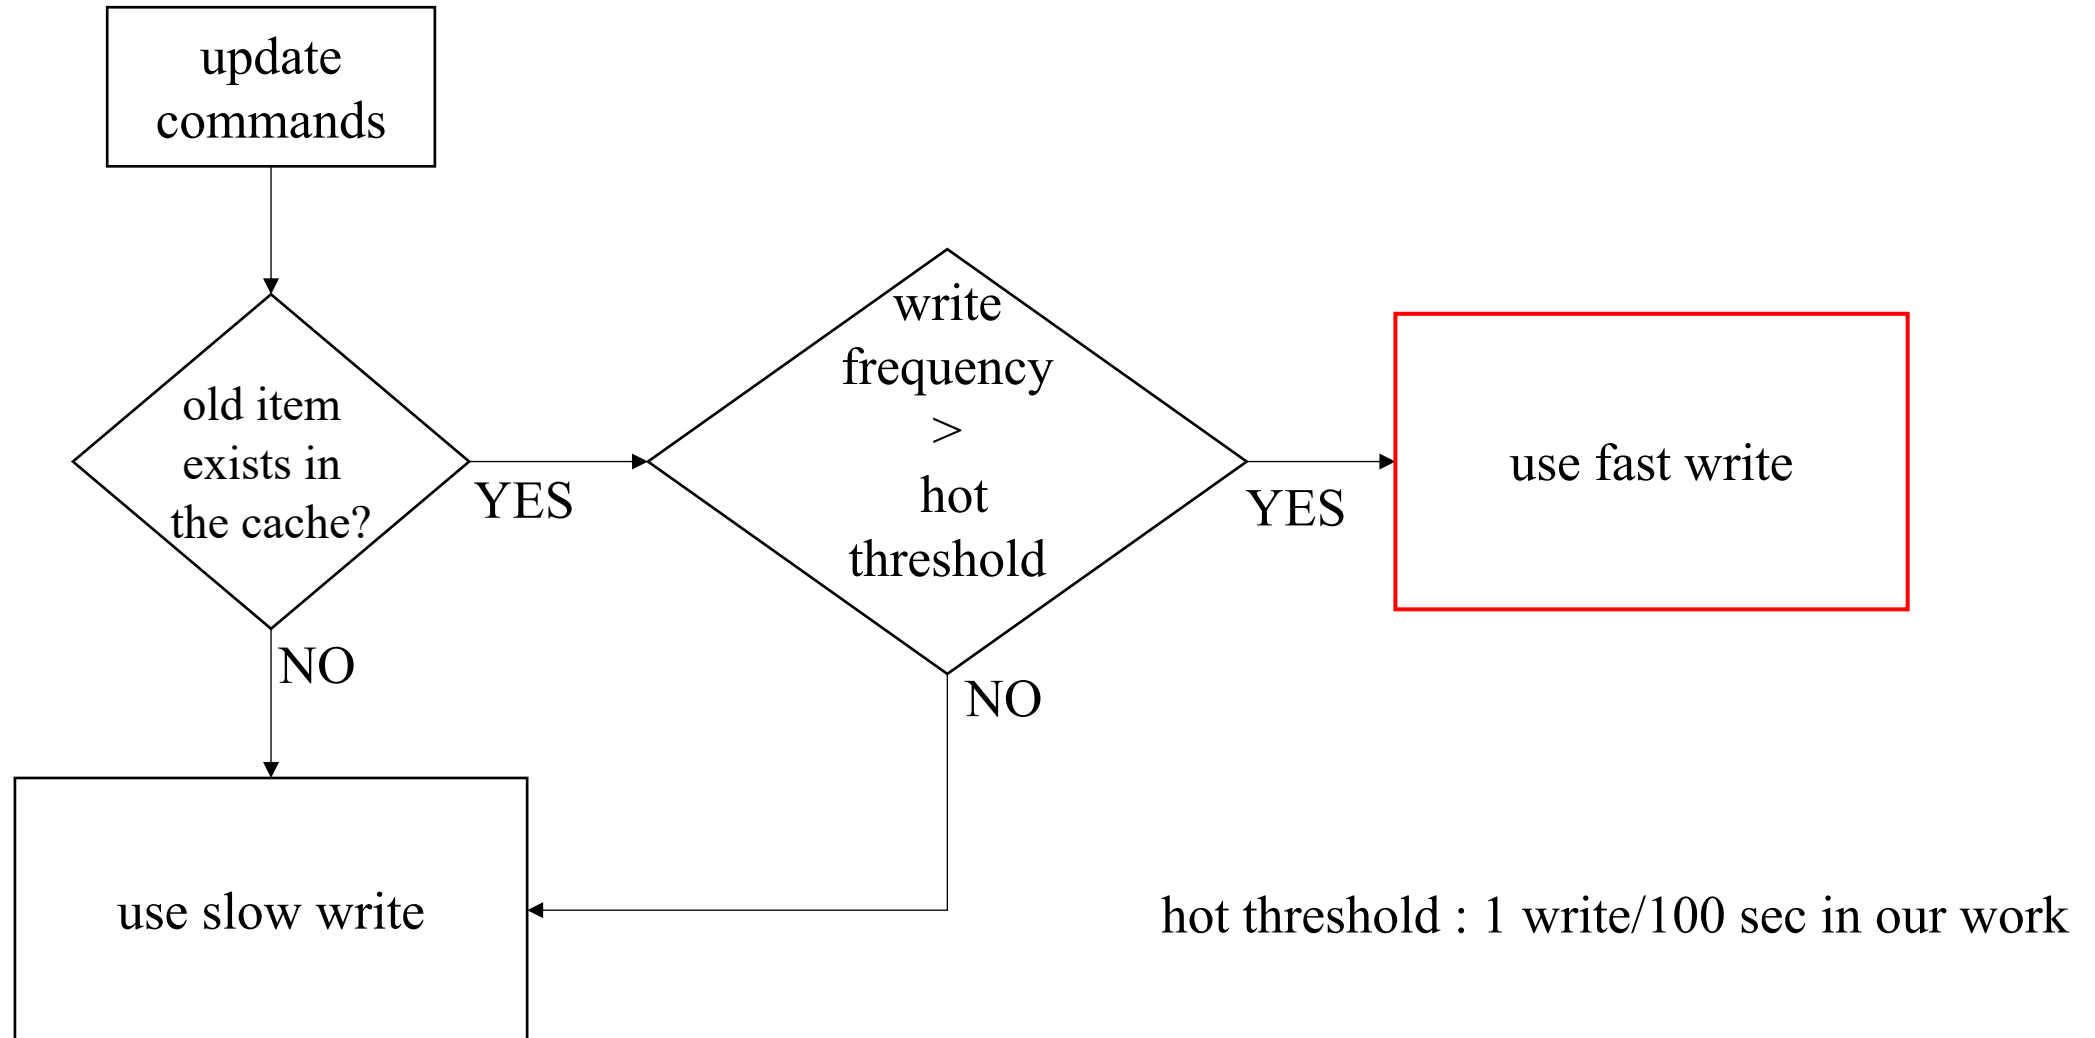 update
commands
old item
exists in
the cache?
YES
NO
write
frequency
>
hot
threshold
YES
NO
use fast write
use slow write
hot threshold : 1 write/100 sec in our work